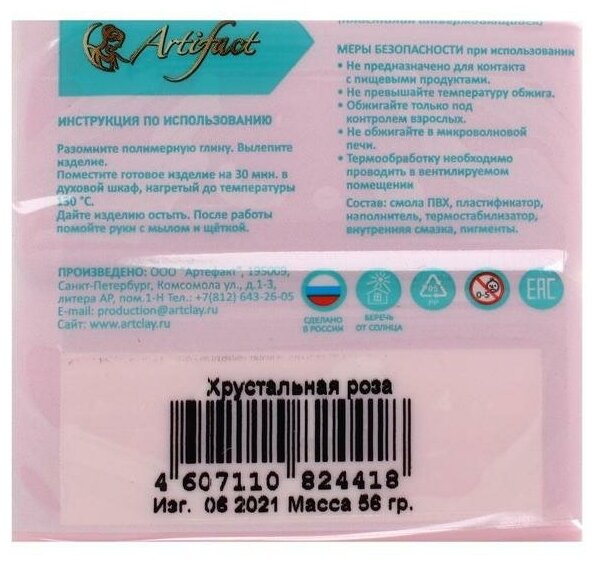 Artifact
ИНСТРУКЦИЯ ПО ИСПОЛЬЗОВАНИЮ
Разомните полимерную глину. Вылепите
изделие.
Поместите готовое изделие на 30 мин. в
духовой шкаф, нагретый до температуры
130 °C.
Дайте изделию остыть. После работы
помойте руки с мылом и щёткой.
МЕРЫ БЕЗОПАСНОСТИ при использовании
• Не предназначено для контакта
с пищевыми продуктами.
• Не превышайте температуру обжига.
• Обжигайте только под
контролем взрослых.
• Не обжигайте в микроволновой
печи.
• Термообработку необходимо
проводить в вентилируемом
помещении
Состав: смола ПВХ, пластификатор,
наполнитель, термостабилизатор,
внутренняя смазка, пигменты.
ПРОИЗВЕДЕНО: ООО "Артефакт", 195009,
Санкт-Петербург, Комсомола ул., д.1-3,
литера АР, пом.1-Н Тел.: +7(812) 643-26-05
E-mail: production@artclay.ru
Сайт: www.artclay.ru
СДЕЛАНО
В РОССИИ
БЕРЕЧЬ
ОТ СОЛНЦА
05
PP
0-5
EAC
Хрустальная роза
4 607110 824418
Изг. 06 2021 Масса 56 гр.